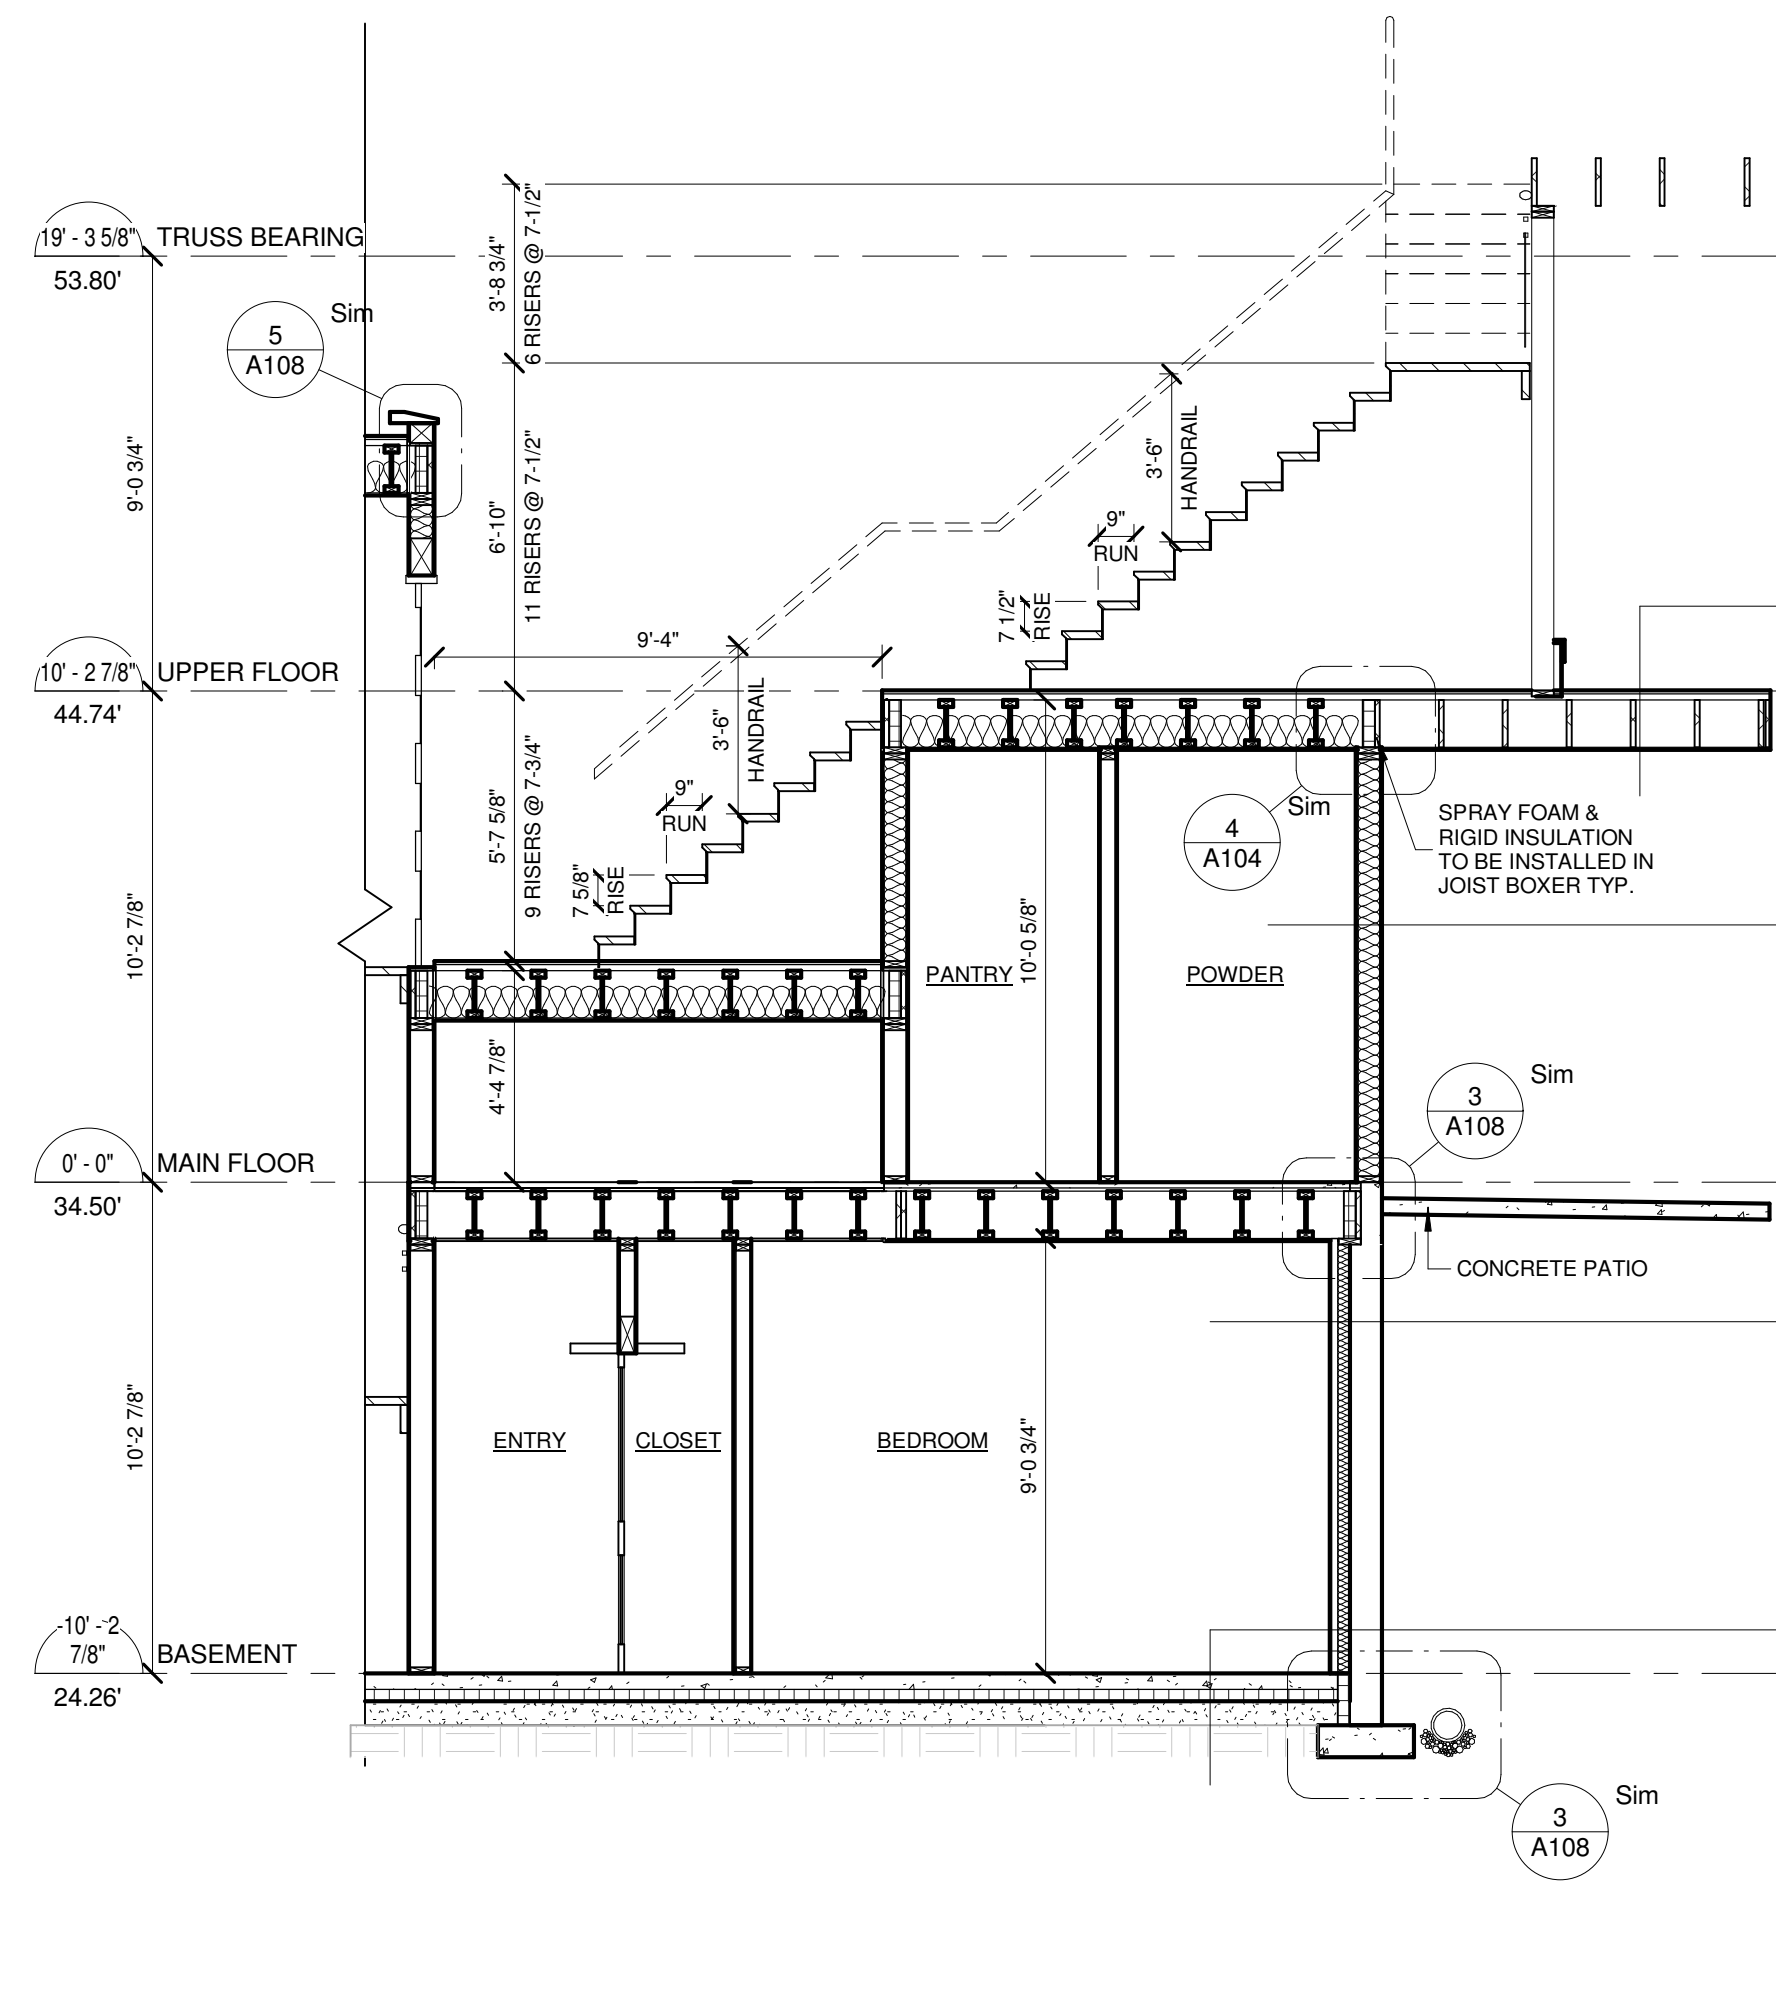 19' - 3 5/8"
TRUSS BEARING
53.80'
Sim
5
A108
3'-8 3/4"
6 RISERS @ 7-1/2"
9'-0 3/4"
6'-10"
11 RISERS @ 7-1/2"
3'-6"
HANDRAIL
9"
RUN
7 1/2"
RISE
9'-4"
10' - 2 7/8"
UPPER FLOOR
44.74'
3'-6"
HANDRAIL
9"
RUN
5'-7 5/8"
9 RISERS @ 7-3/4"
7 5/8"
RISE
Sim
4
A104
SPRAY FOAM &
RIGID INSULATION
TO BE INSTALLED IN
JOIST BOXER TYP.
10'-2 7/8"
PANTRY
10'-0 5/8"
POWDER
4'-4 7/8"
Sim
3
A108
0' - 0"
MAIN FLOOR
34.50'
CONCRETE PATIO
10'-2 7/8"
ENTRY
CLOSET
BEDROOM
9'-0 3/4"
-10' - 2
7/8"
BASEMENT
24.26'
Sim
3
A108